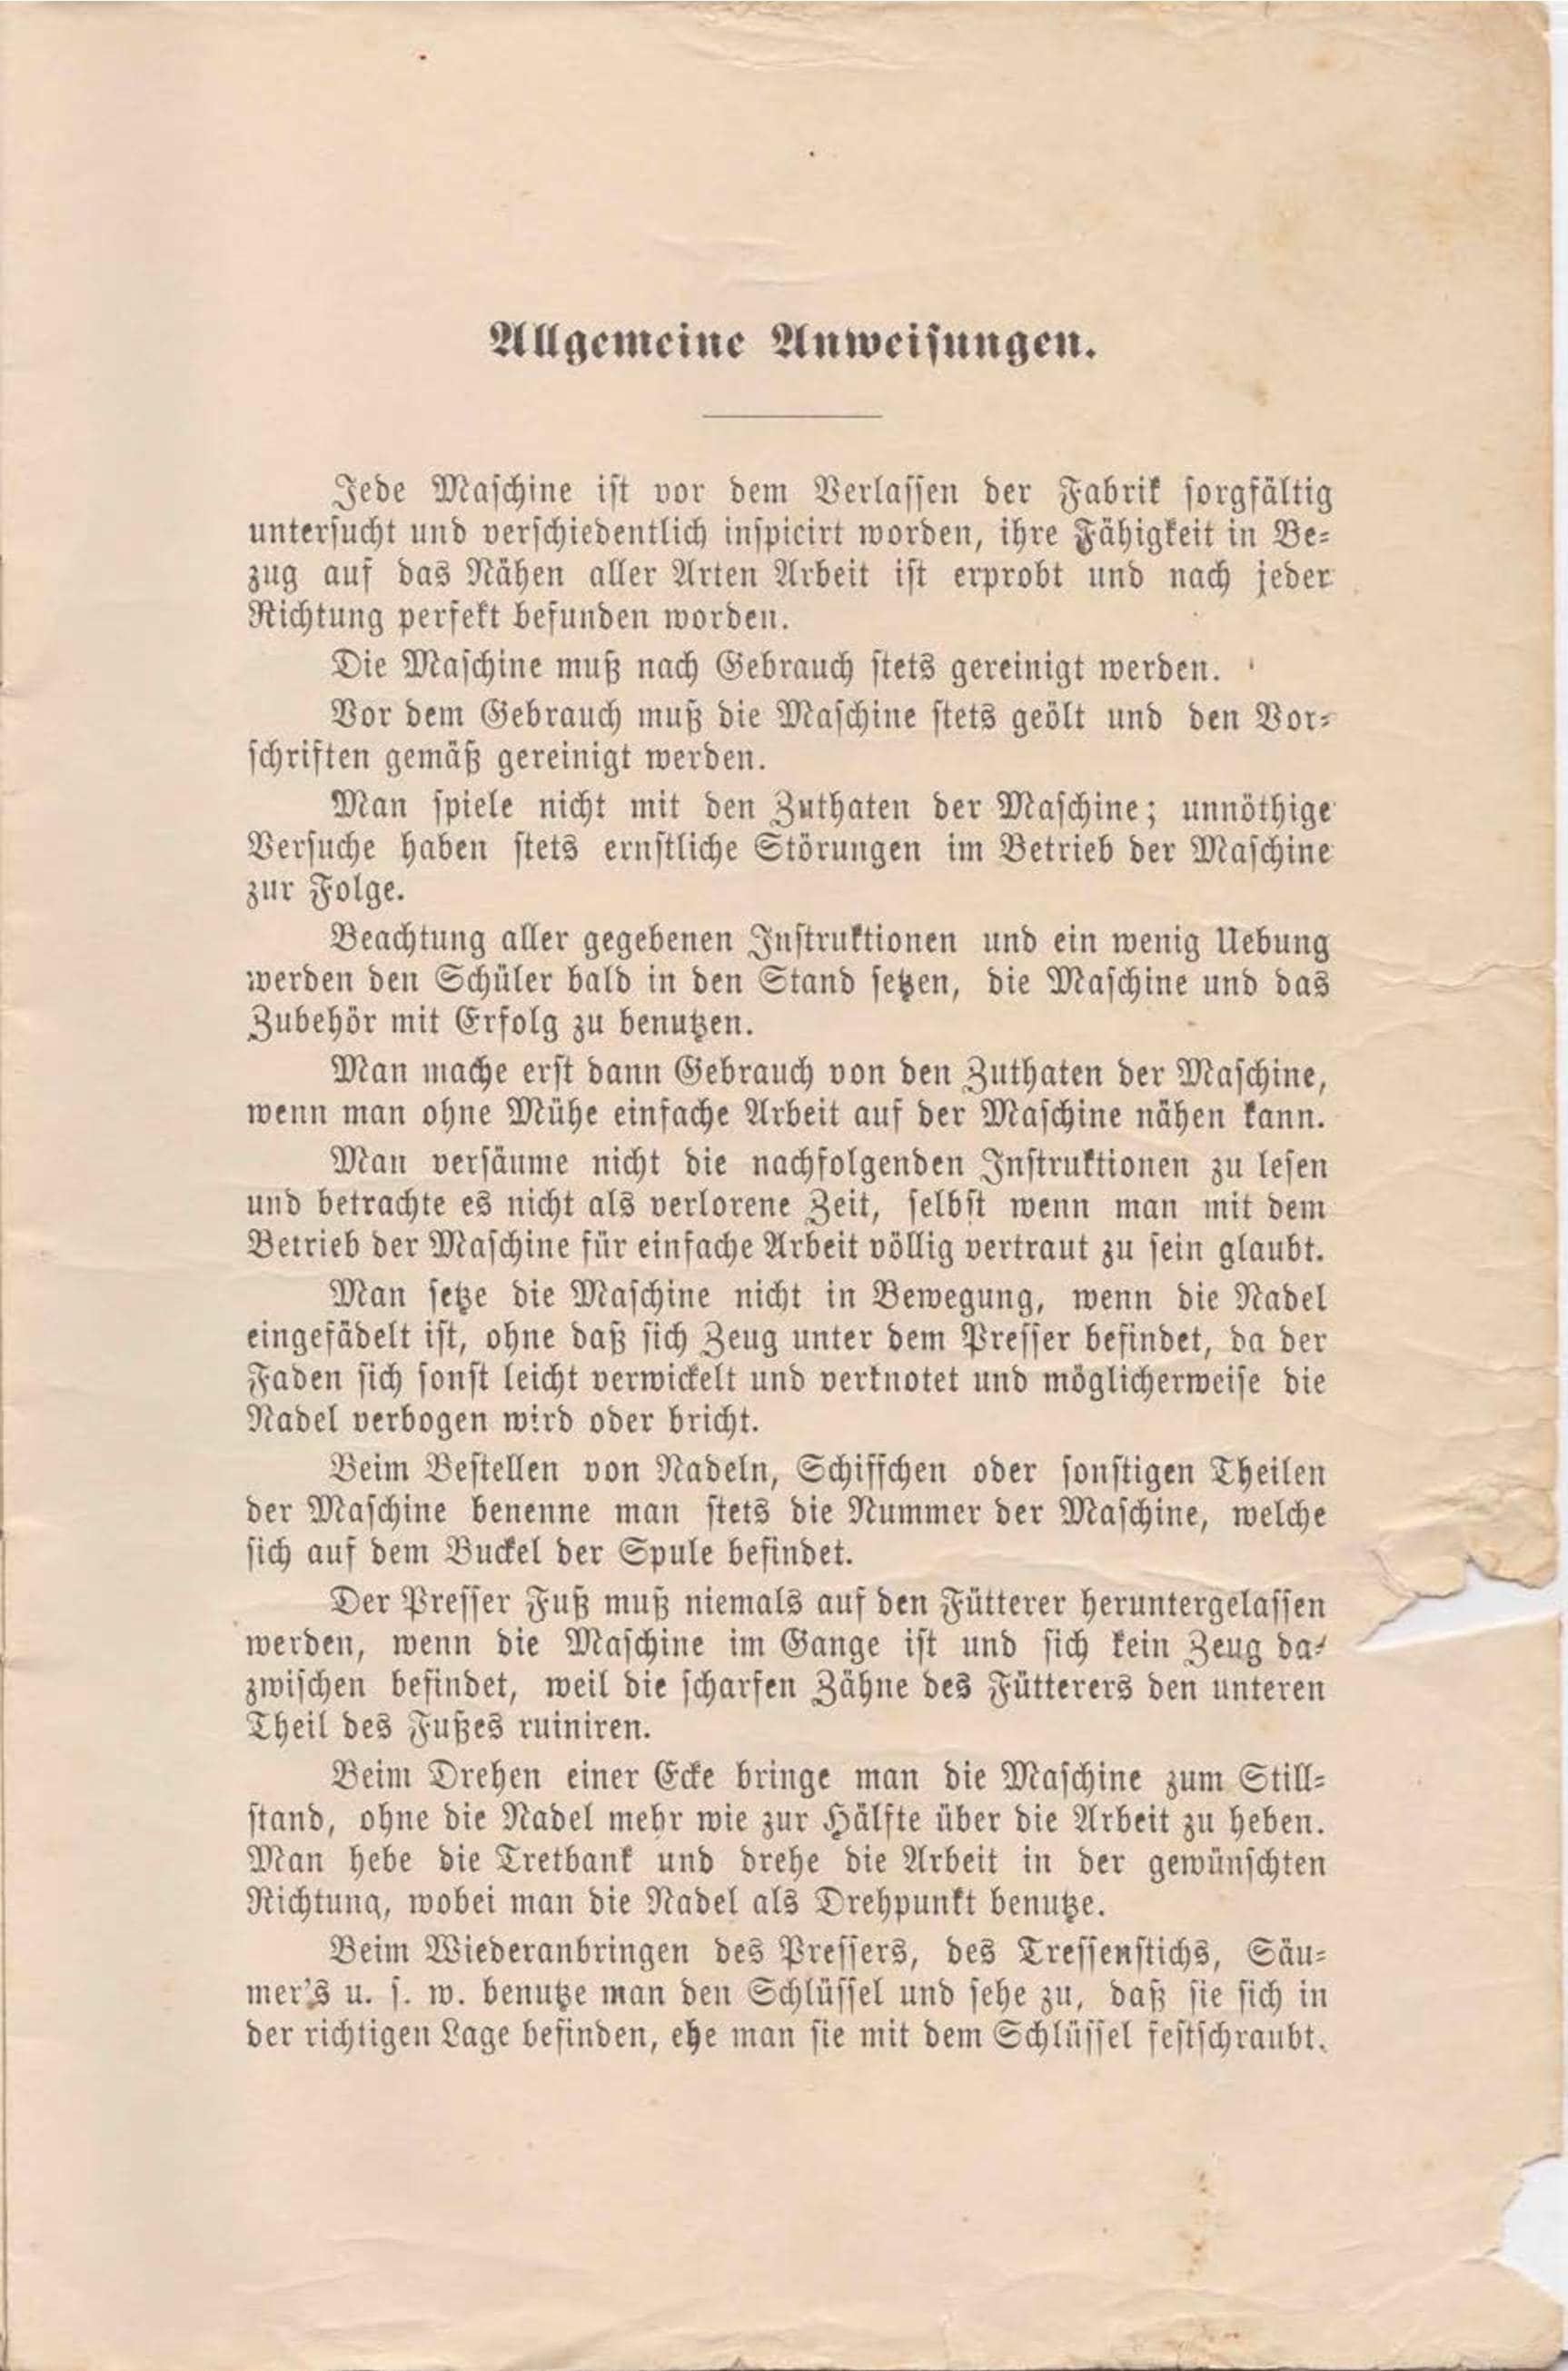 Allgemeine Anweisungen.
Jede Maschine ist vor dem Verlassen der Fabrik sorgfältig
untersucht und verschiedentlich inspicirt worden, ihre Fähigkeit in Be-
zug auf das Nähen aller Arten Arbeit ist erprobt und nach jeder
Richtung perfekt befunden worden.
Die Maschine muß nach Gebrauch stets gereinigt werden.
Vor dem Gebrauch muß die Maschine stets geölt und den Vor-
schriften gemäß gereinigt werden.
Man spiele nicht mit den Zuthaten der Maschine; unnöthige
Versuche haben stets ernstliche Störungen im Betrieb der Maschine
zur Folge.
Beachtung aller gegebenen Instruktionen und ein wenig Uebung
werden den Schüler bald in den Stand setzen, die Maschine und das
Zubehör mit Erfolg zu benutzen.
Man mache erst dann Gebrauch von den Zuthaten der Maschine,
wenn man ohne Mühe einfache Arbeit auf der Maschine nähen kann.
Man versäume nicht die nachfolgenden Instruktionen zu lesen
und betrachte es nicht als verlorene Zeit, selbst wenn man mit dem
Betrieb der Maschine für einfache Arbeit völlig vertraut zu sein glaubt.
Man setze die Maschine nicht in Bewegung, wenn die Nadel
eingefädelt ist, ohne daß sich Zeug unter dem Presser befindet, da der
Faden sich sonst leicht verwickelt und verknotet und möglicherweise die
Nadel verbogen wird oder bricht.
Beim Bestellen von Nadeln, Schiffchen oder sonstigen Theilen
der Maschine benenne man stets die Nummer der Maschine, welche
sich auf dem Buckel der Spule befindet.
Der Presser Fuß muß niemals auf den Fütterer heruntergelassen
werden, wenn die Maschine im Gange ist und sich kein Zeug da-
zwischen befindet, weil die scharfen Zähne des Fütterers den unteren
Theil des Fußes ruiniren.
Beim Drehen einer Ecke bringe man die Maschine zum Still-
stand, ohne die Nadel mehr wie zur Hälfte über die Arbeit zu heben.
Man hebe die Tretbank und drehe die Arbeit in der gewünschten
Richtung, wobei man die Nadel als Drehpunkt benutze.
Beim Wiederanbringen des Pressers, des Tressenstichs, Säu-
mer's u. s. w. benutze man den Schlüssel und sehe zu, daß sie sich in
der richtigen Lage befinden, ehe man sie mit dem Schlüssel festschraubt.